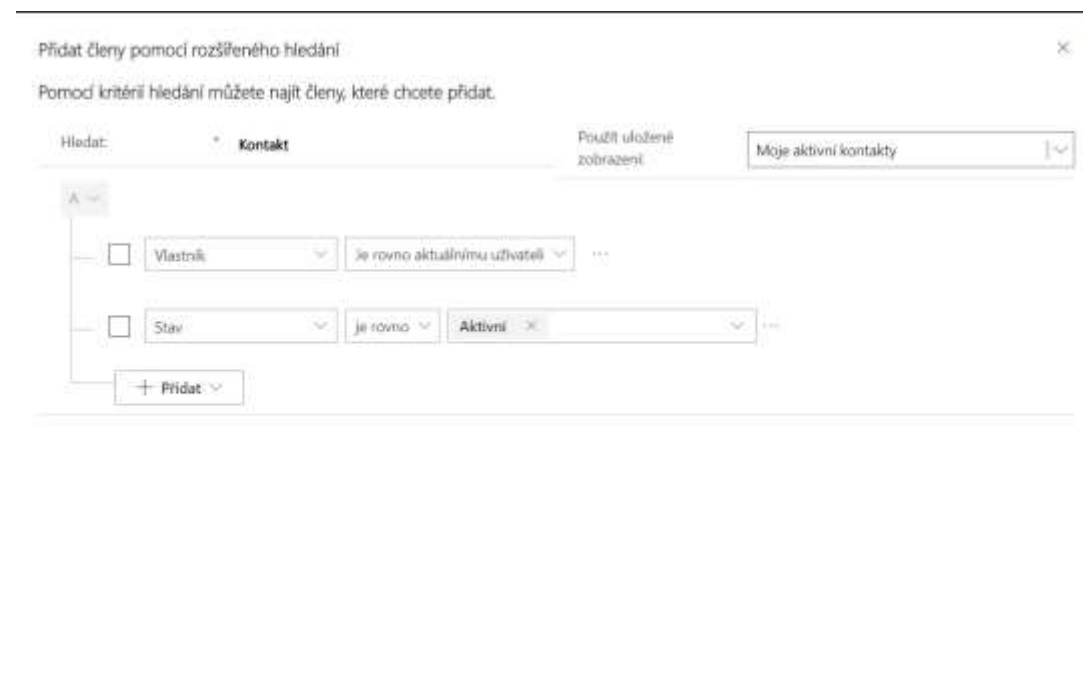 Přidat členy pomocí rozšířeného hledání
Pomocí kritérií hledání můžete najít členy, které chcete přidat.
Hledat: * Kontakt
Použít uložené
zobrazení:
Moje aktivní kontakty
A
Vlastník Je rovno aktuálnímu uživateli ...
Stav je rovno Aktivní × ...
+ Přidat